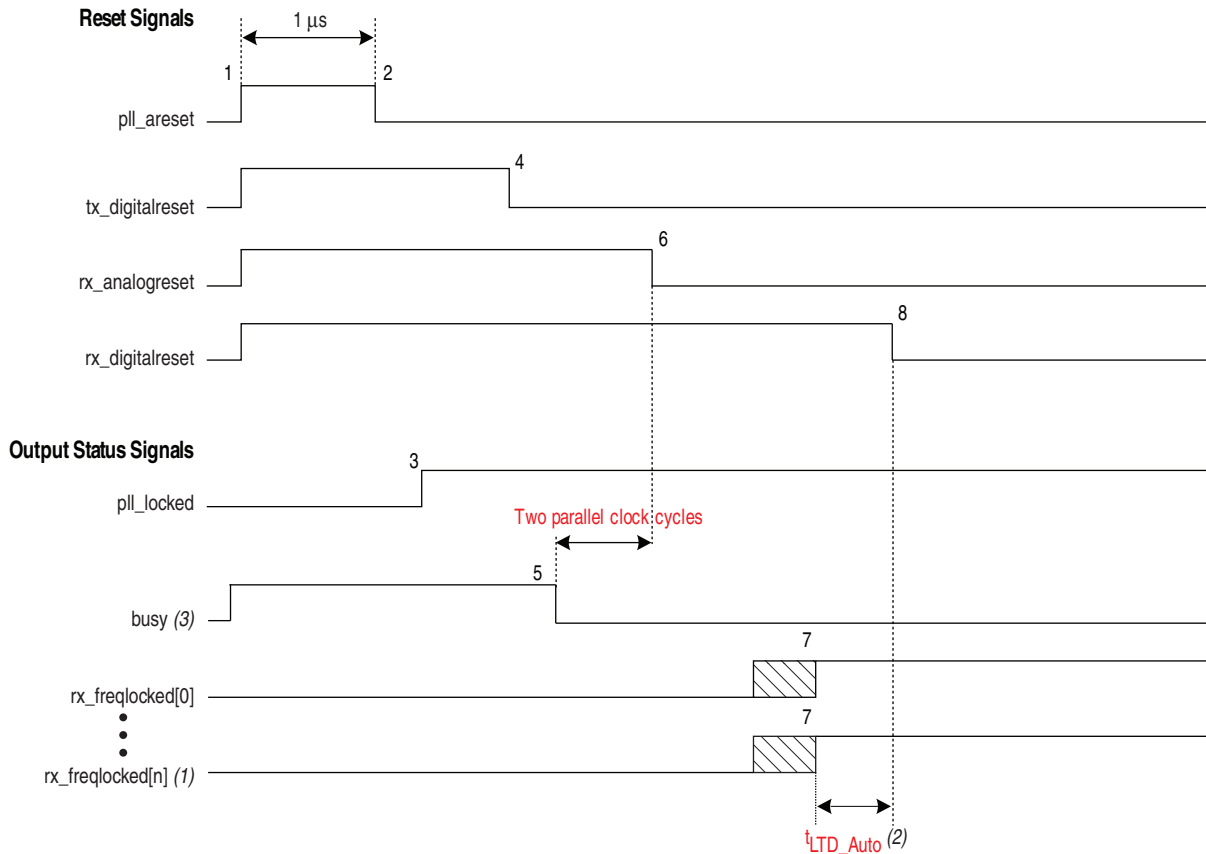 Reset Signals
1 μs
1
2
pll_areset
4
tx_digitalreset
6
rx_analogreset
8
rx_digitalreset
Output Status Signals
3
pll_locked
Two parallel clock cycles
5
busy (3)
7
rx_freqlocked[0]
7
rx_freqlocked[n] (1)
tLTD_Auto (2)